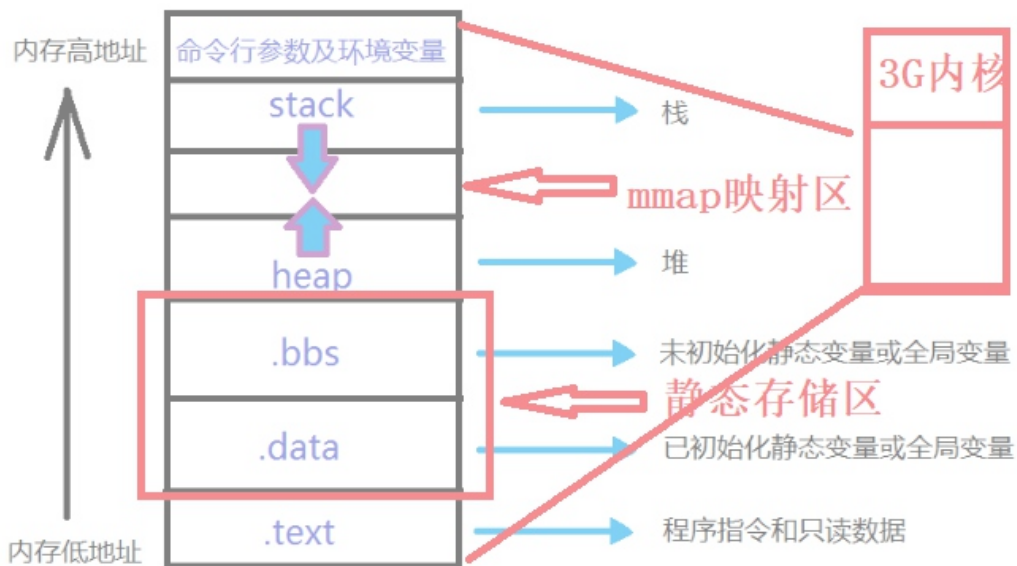 内存高地址
命令行参数及环境变量
3G内核
stack
栈
mmap映射区
heap
堆
.bbs
未初始化静态变量或全局变量
静态存储区
.data
已初始化静态变量或全局变量
.text
程序指令和只读数据
内存低地址